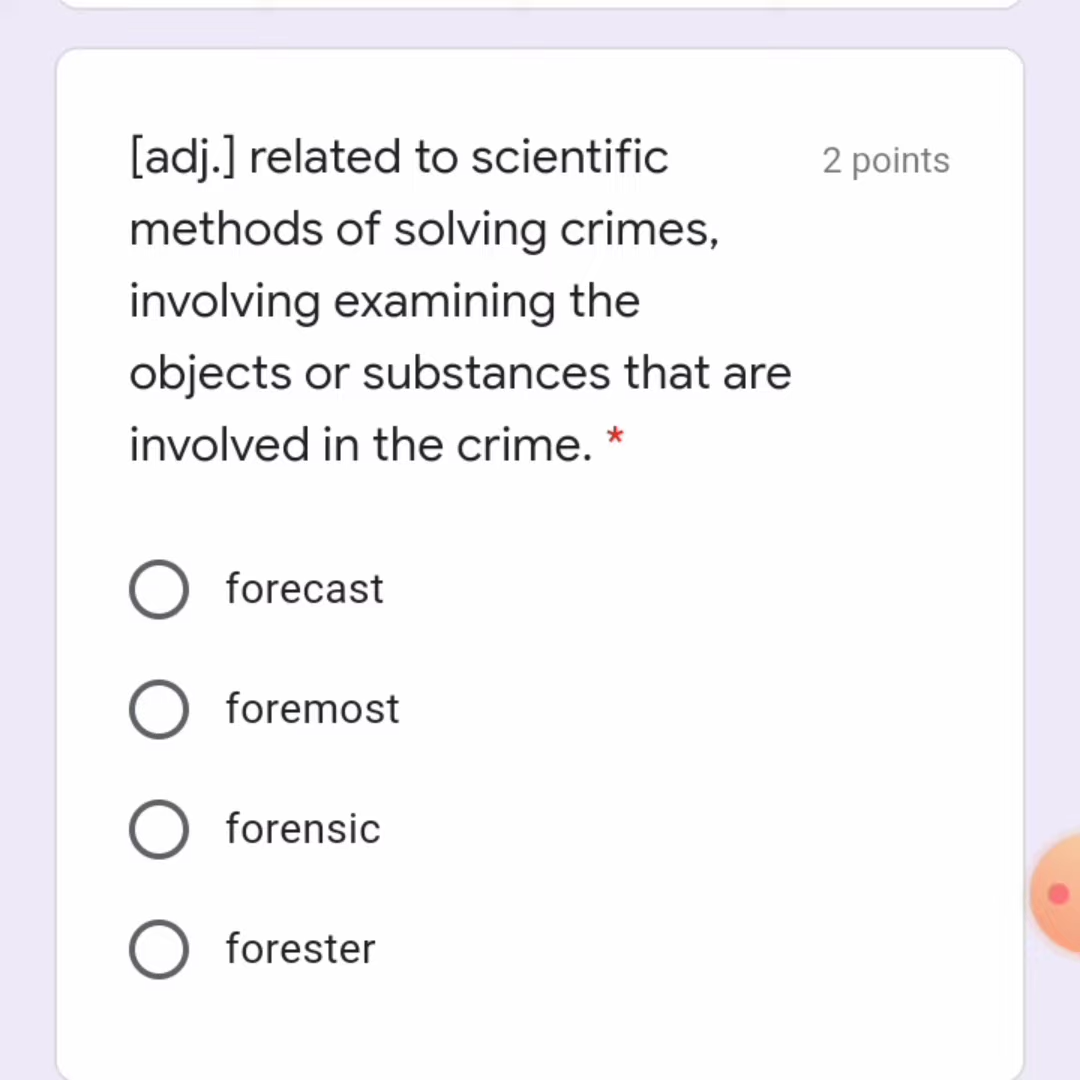 [adj.] related to scientific
2 points
methods of solving crimes,
involving examining the
objects or substances that are
involved in the crime. *
forecast
foremost
forensic
forester